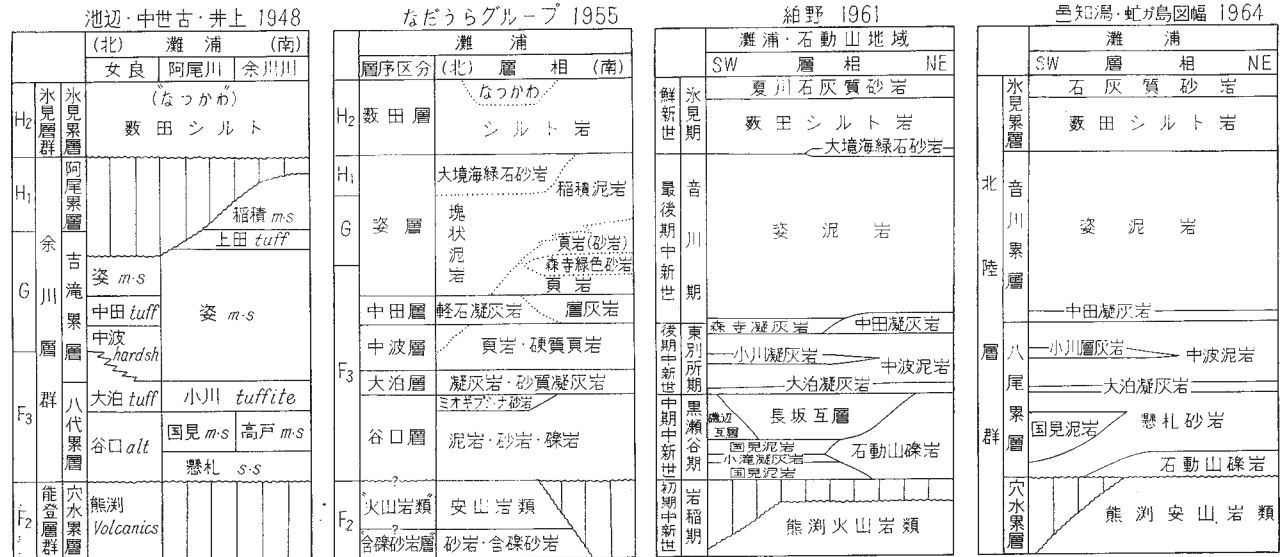 池辺・中世古・井上 1948
(北) 灘 浦 (南)
女良 阿尾川 余川川
H2
氷見層群
氷見累層
("なつかわ")
藪田シルト
H1
阿尾累層
稲積 m·s
上田 tuff
余川層群
G
吉滝累層
姿 m·s
中田 tuff
姿 m·s
中波 hardsh
F3
八代累層
大泊 tuff
小川 tuffite
谷口 alt
国見 m·s
高戸 m·s
懸札 s·s
F2
能登層群
穴水累層
熊渕 Volcanics
なだうらグループ 1955
灘 浦
層序区分 (北) 層 相 (南)
H2
藪田層
なつかわ
シルト岩
H1
G
姿層
大境海緑石砂岩
稲積泥岩
塊状泥岩
頁岩(砂岩)
森寺緑色砂岩
頁岩
F3
中田層
軽石凝灰岩
層灰岩
中波層
頁岩・硬質頁岩
大泊層
凝灰岩・砂質凝灰岩
谷口層
ミオギプシナ砂岩
泥岩・砂岩・礫岩
?
F2
"火山岩類"
安山岩類
?
含礫砂岩層
砂岩・含礫砂岩
紺野 1961
灘浦・石動山地域
SW 層 相 NE
鮮新世
氷見期
夏川石灰質砂岩
藪田シルト岩
大境海緑石砂岩
最後期中新世
音川期
姿泥岩
森寺凝灰岩
中田凝灰岩
後期中新世
東別所期
小川凝灰岩
中波泥岩
大泊凝灰岩
中期中新世
黒瀬谷期
磯辺互層
長坂互層
国見泥岩
小滝凝灰岩
国見泥岩
石動山礫岩
初期中新世
岩稲期
熊渕火山岩類
邑知潟・虻ガ島図幅 1964
灘 浦
SW 層 相 NE
北陸層群
氷見累層
石灰質砂岩
藪田シルト岩
音川累層
姿泥岩
中田凝灰岩
八尾累層
小川層灰岩
中波泥岩
大泊凝灰岩
国見泥岩
懸札砂岩
石動山礫岩
穴水累層
熊渕安山岩類